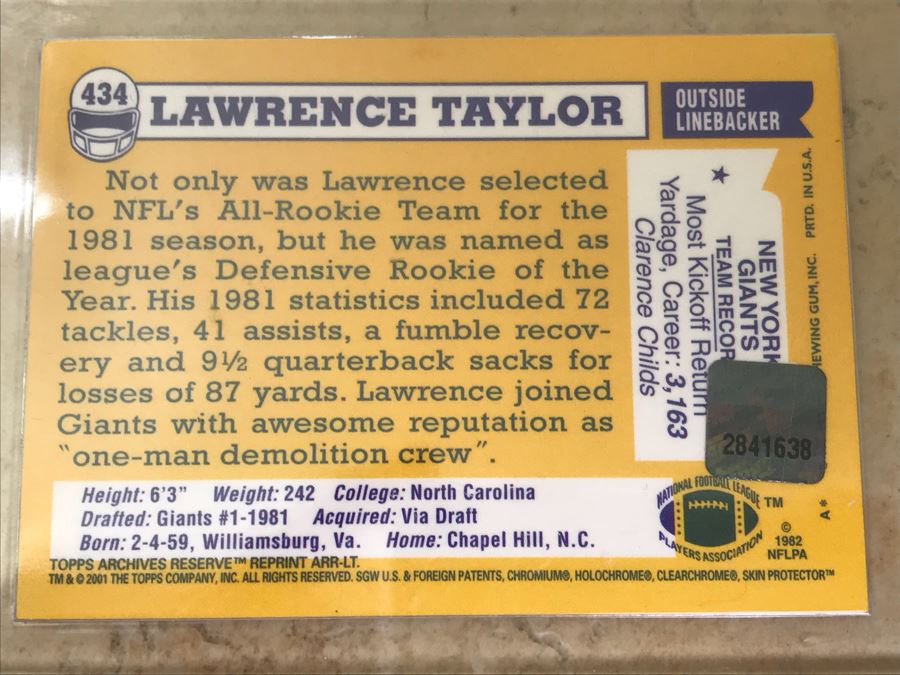 434
LAWRENCE TAYLOR
OUTSIDE
LINEBACKER
Not only was Lawrence selected
to NFL's All-Rookie Team for the
1981 season, but he was named as
league's Defensive Rookie of the
Year. His 1981 statistics included 72
tackles, 41 assists, a fumble recov-
ery and 9½ quarterback sacks for
losses of 87 yards. Lawrence joined
Giants with awesome reputation as
"one-man demolition crew".
NEW YORK
GIANTS
TEAM RECOR
★ Most Kickoff Return
Yardage, Career: 3,163
Clarence Childs
EWING GUM, INC. PRTD. IN U.S.A.
2841638
Height: 6'3" Weight: 242 College: North Carolina
Drafted: Giants #1-1981 Acquired: Via Draft
Born: 2-4-59, Williamsburg, Va. Home: Chapel Hill, N.C.
NATIONAL FOOTBALL LEAGUE
PLAYERS ASSOCIATION
TM
©
1982
NFLPA
A*
TOPPS ARCHIVES RESERVE™ REPRINT ARR-LT.
TM & © 2001 THE TOPPS COMPANY, INC. ALL RIGHTS RESERVED. SGW U.S. & FOREIGN PATENTS, CHROMIUM®, HOLOCHROME®, CLEARCHROME®, SKIN PROTECTOR™